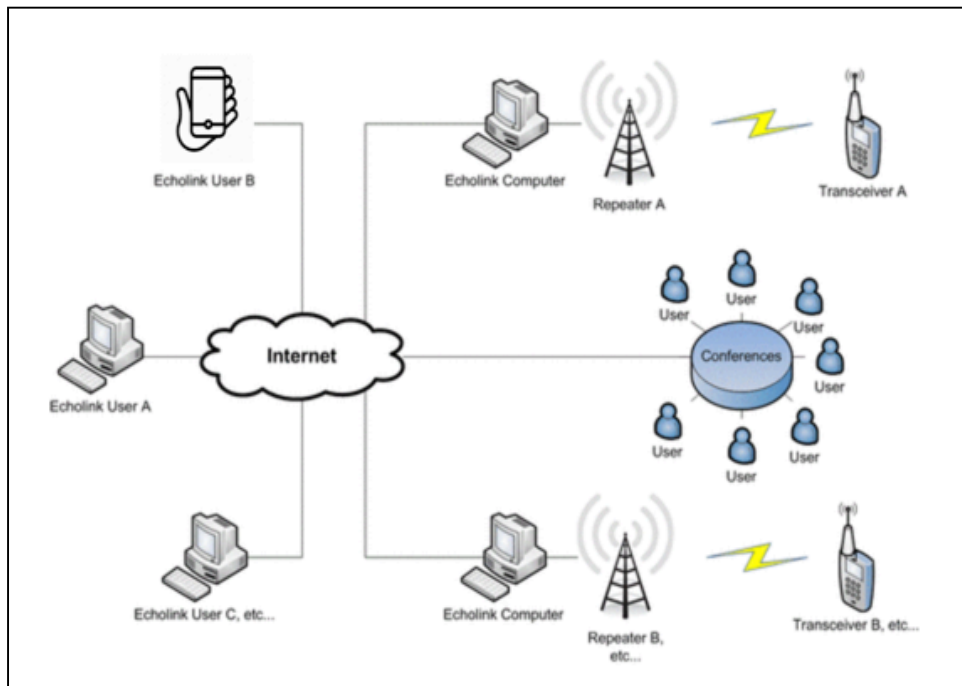 Echolink User B
Echolink Computer
Repeater A
Transceiver A
User
User
User
User
User
User
User
Conferences
Internet
Echolink User A
Echolink User C, etc...
Echolink Computer
Repeater B,
etc...
Transceiver B, etc...